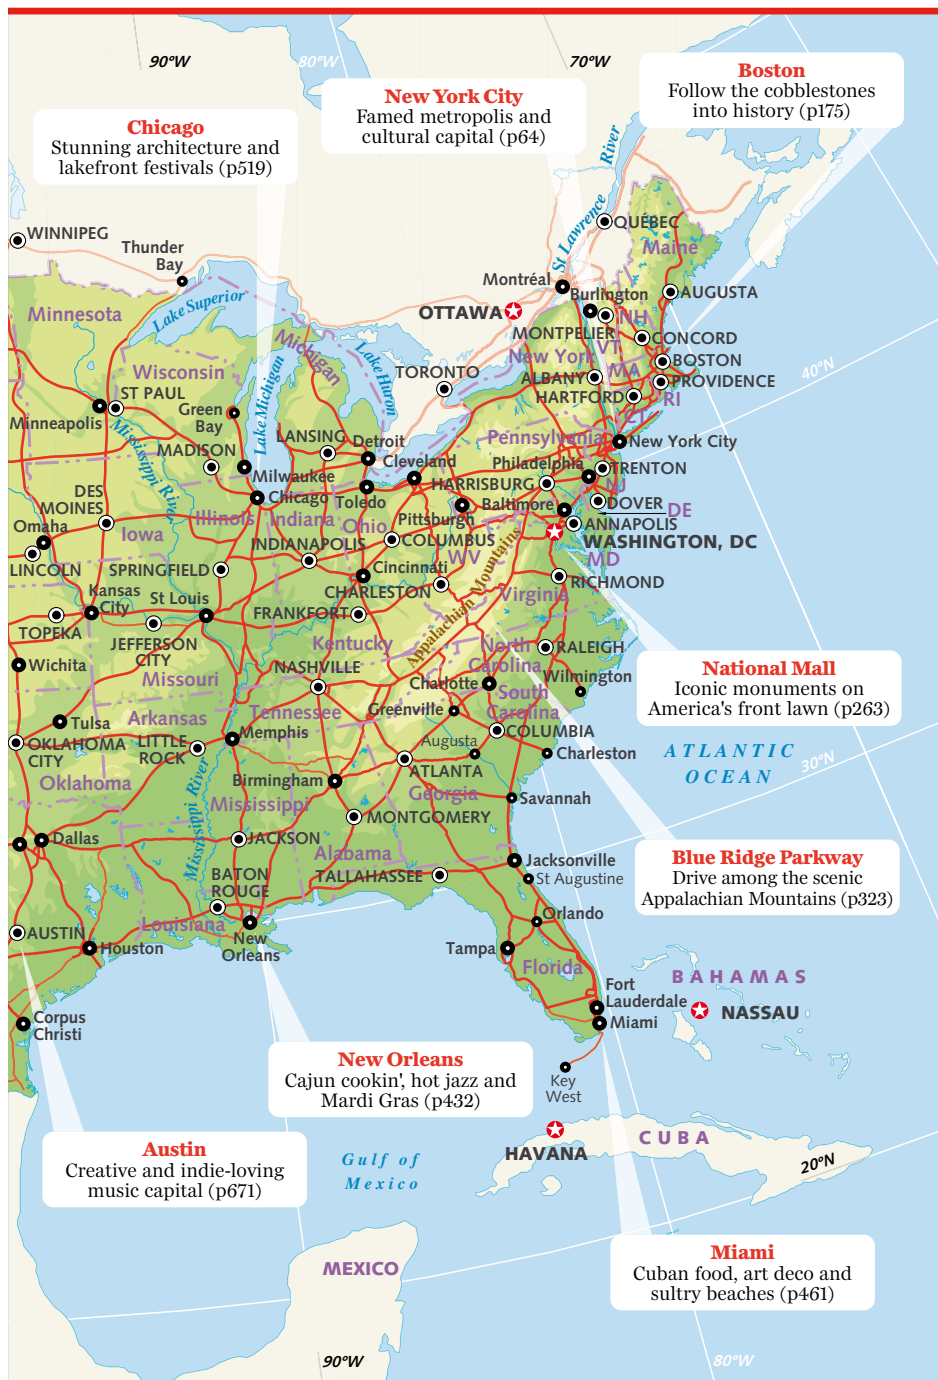 90ºW
80ºW
70ºW
Boston
Follow the cobblestones
into history (p175)
New York City
Famed metropolis and
cultural capital (p64)
Chicago
Stunning architecture and
lakefront festivals (p519)
St Lawrence River
WINNIPEG
Thunder
Bay
QUÉBEC
Maine
Montréal
Burlington
AUGUSTA
OTTAWA
Lake Superior
Minnesota
NH
MONTPELIER
VT
CONCORD
Michigan
Lake Huron
New York
BOSTON
40ºN
Wisconsin
TORONTO
MA
ALBANY
PROVIDENCE
ST PAUL
HARTFORD
RI
CT
Minneapolis
Green
Bay
Lake Michigan
Mississippi River
MADISON
LANSING
Detroit
Pennsylvania
New York City
Milwaukee
Cleveland
Philadelphia
TRENTON
Chicago
Toledo
HARRISBURG
NJ
DES
MOINES
Illinois
Indiana
Ohio
Pittsburgh
Baltimore
DOVER
DE
Omaha
Iowa
INDIANAPOLIS
COLUMBUS
ANNAPOLIS
WASHINGTON, DC
WV
MD
LINCOLN
SPRINGFIELD
Cincinnati
CHARLESTON
RICHMOND
Kansas
City
St Louis
FRANKFORT
Virginia
Appalachian Mountains
TOPEKA
JEFFERSON
CITY
Kentucky
North
Carolina
RALEIGH
Wichita
Missouri
NASHVILLE
Charlotte
Wilmington
National Mall
Iconic monuments on
America's front lawn (p263)
South
Carolina
Tulsa
Arkansas
Tennessee
Greenville
OKLAHOMA
CITY
LITTLE
ROCK
Memphis
Augusta
COLUMBIA
Charleston
ATLANTIC
OCEAN
30ºN
Oklahoma
Birmingham
ATLANTA
Mississippi River
Mississippi
Georgia
Savannah
MONTGOMERY
Dallas
JACKSON
Alabama
Jacksonville
Blue Ridge Parkway
Drive among the scenic
Appalachian Mountains (p323)
BATON
ROUGE
TALLAHASSEE
St Augustine
Louisiana
Orlando
AUSTIN
Houston
New
Orleans
Tampa
Florida
BAHAMAS
Fort
Lauderdale
NASSAU
Corpus
Christi
Miami
New Orleans
Cajun cookin', hot jazz and
Mardi Gras (p432)
Key
West
Austin
Creative and indie-loving
music capital (p671)
HAVANA
CUBA
Gulf of
Mexico
20ºN
MEXICO
Miami
Cuban food, art deco and
sultry beaches (p461)
90ºW
80ºW